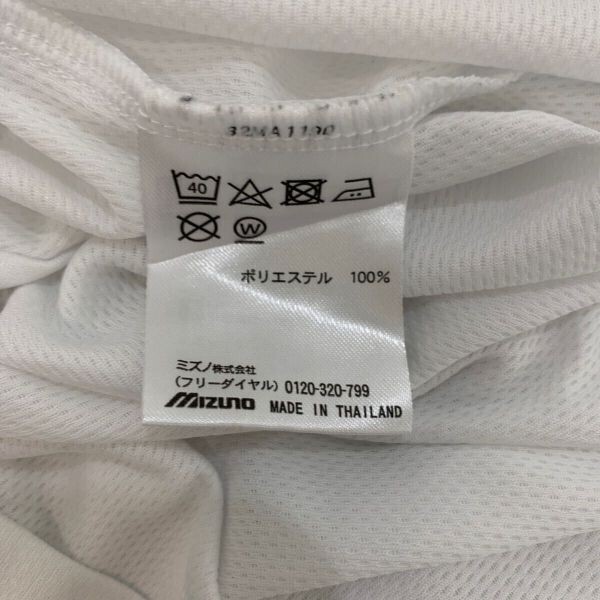 32MA1190
40
W
ポリエステル 100%
ミズノ株式会社
(フリーダイヤル) 0120-320-799
MIZUNO MADE IN THAILAND